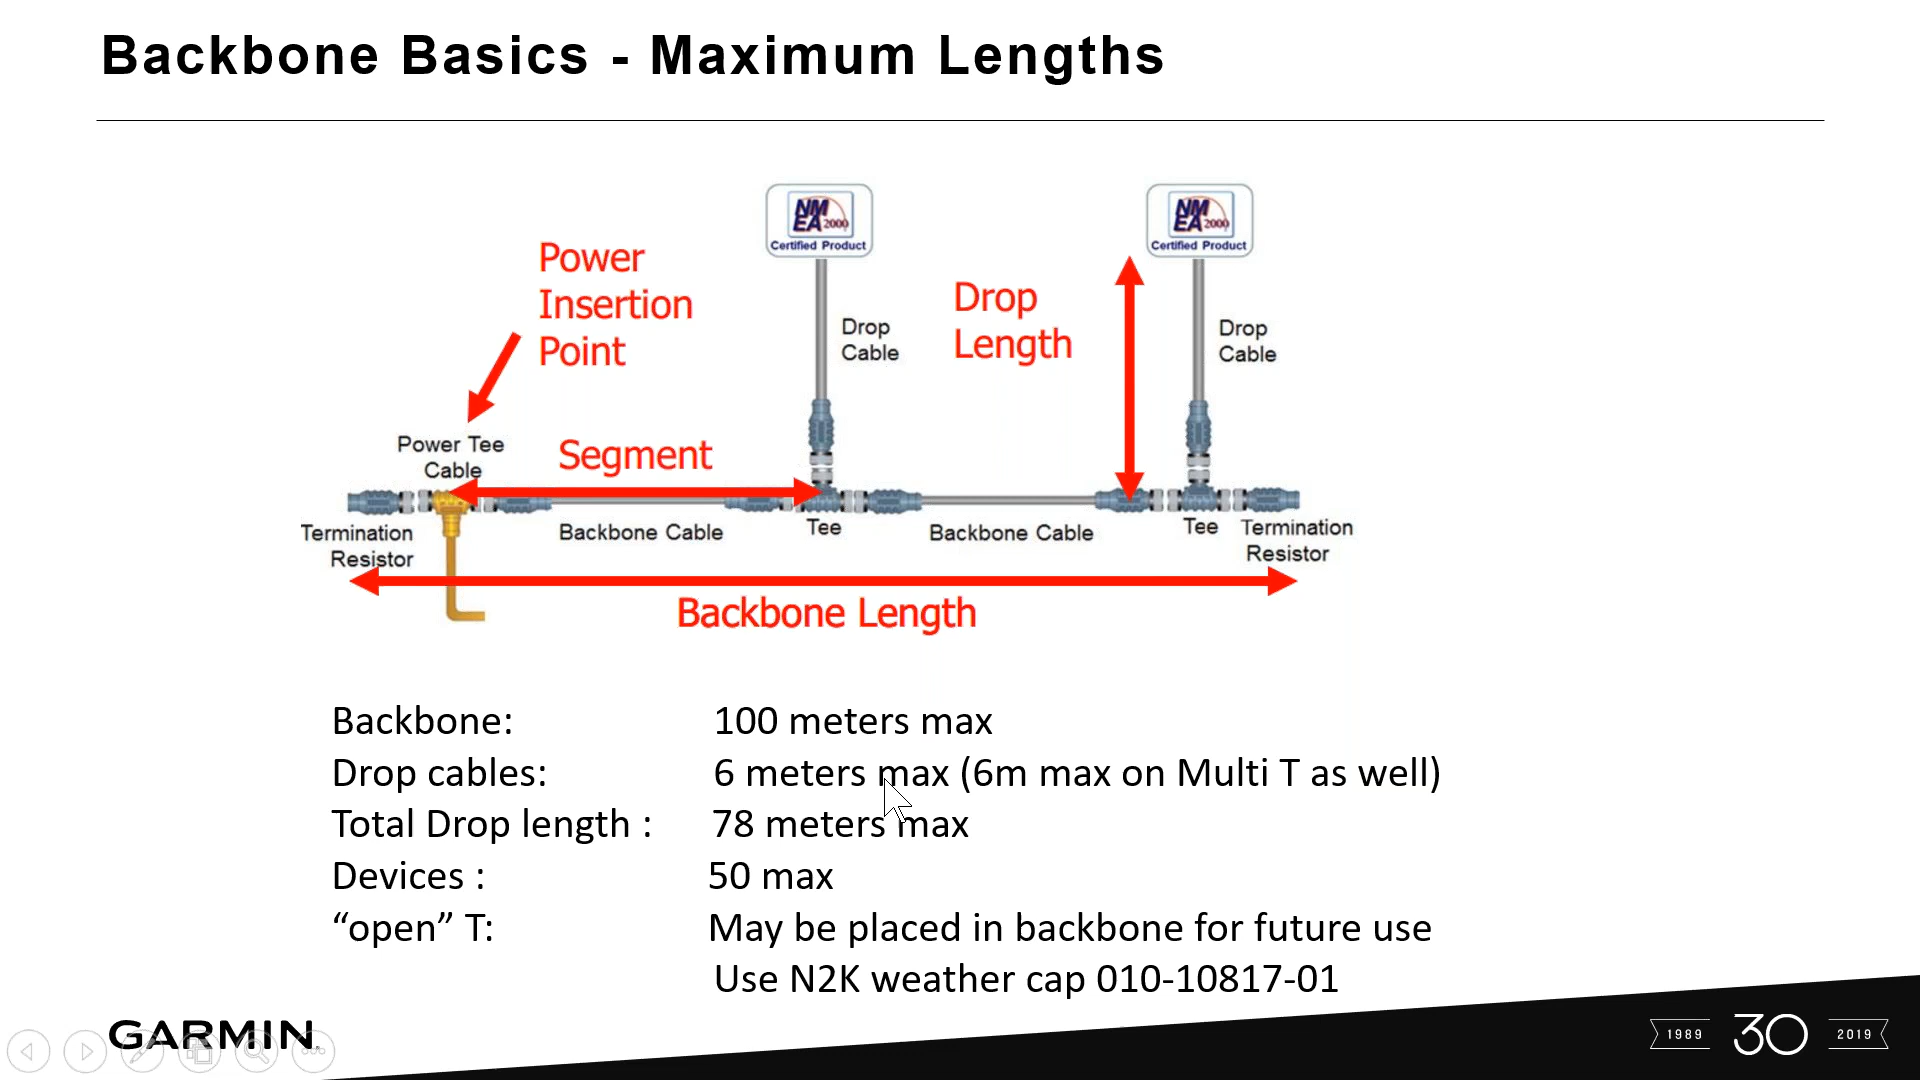 Backbone Basics - Maximum Lengths
NM
EA 2000
Certified Product
NM
EA 2000
Certified Product
Power
Insertion
Point
Drop
Length
Drop
Cable
Drop
Cable
Power Tee
Cable
Segment
Termination
Resistor
Backbone Cable
Tee
Backbone Cable
Tee
Termination
Resistor
Backbone Length
Backbone: 100 meters max
Drop cables: 6 meters max (6m max on Multi T as well)
Total Drop length : 78 meters max
Devices : 50 max
“open” T: May be placed in backbone for future use
Use N2K weather cap 010-10817-01
GARMIN
1989 30 2019